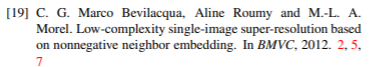 [19] C. G. Marco Bevilacqua, Aline Roumy and M.-L. A.
Morel. Low-complexity single-image super-resolution based
on nonnegative neighbor embedding. In BMVC, 2012. 2, 5,
7